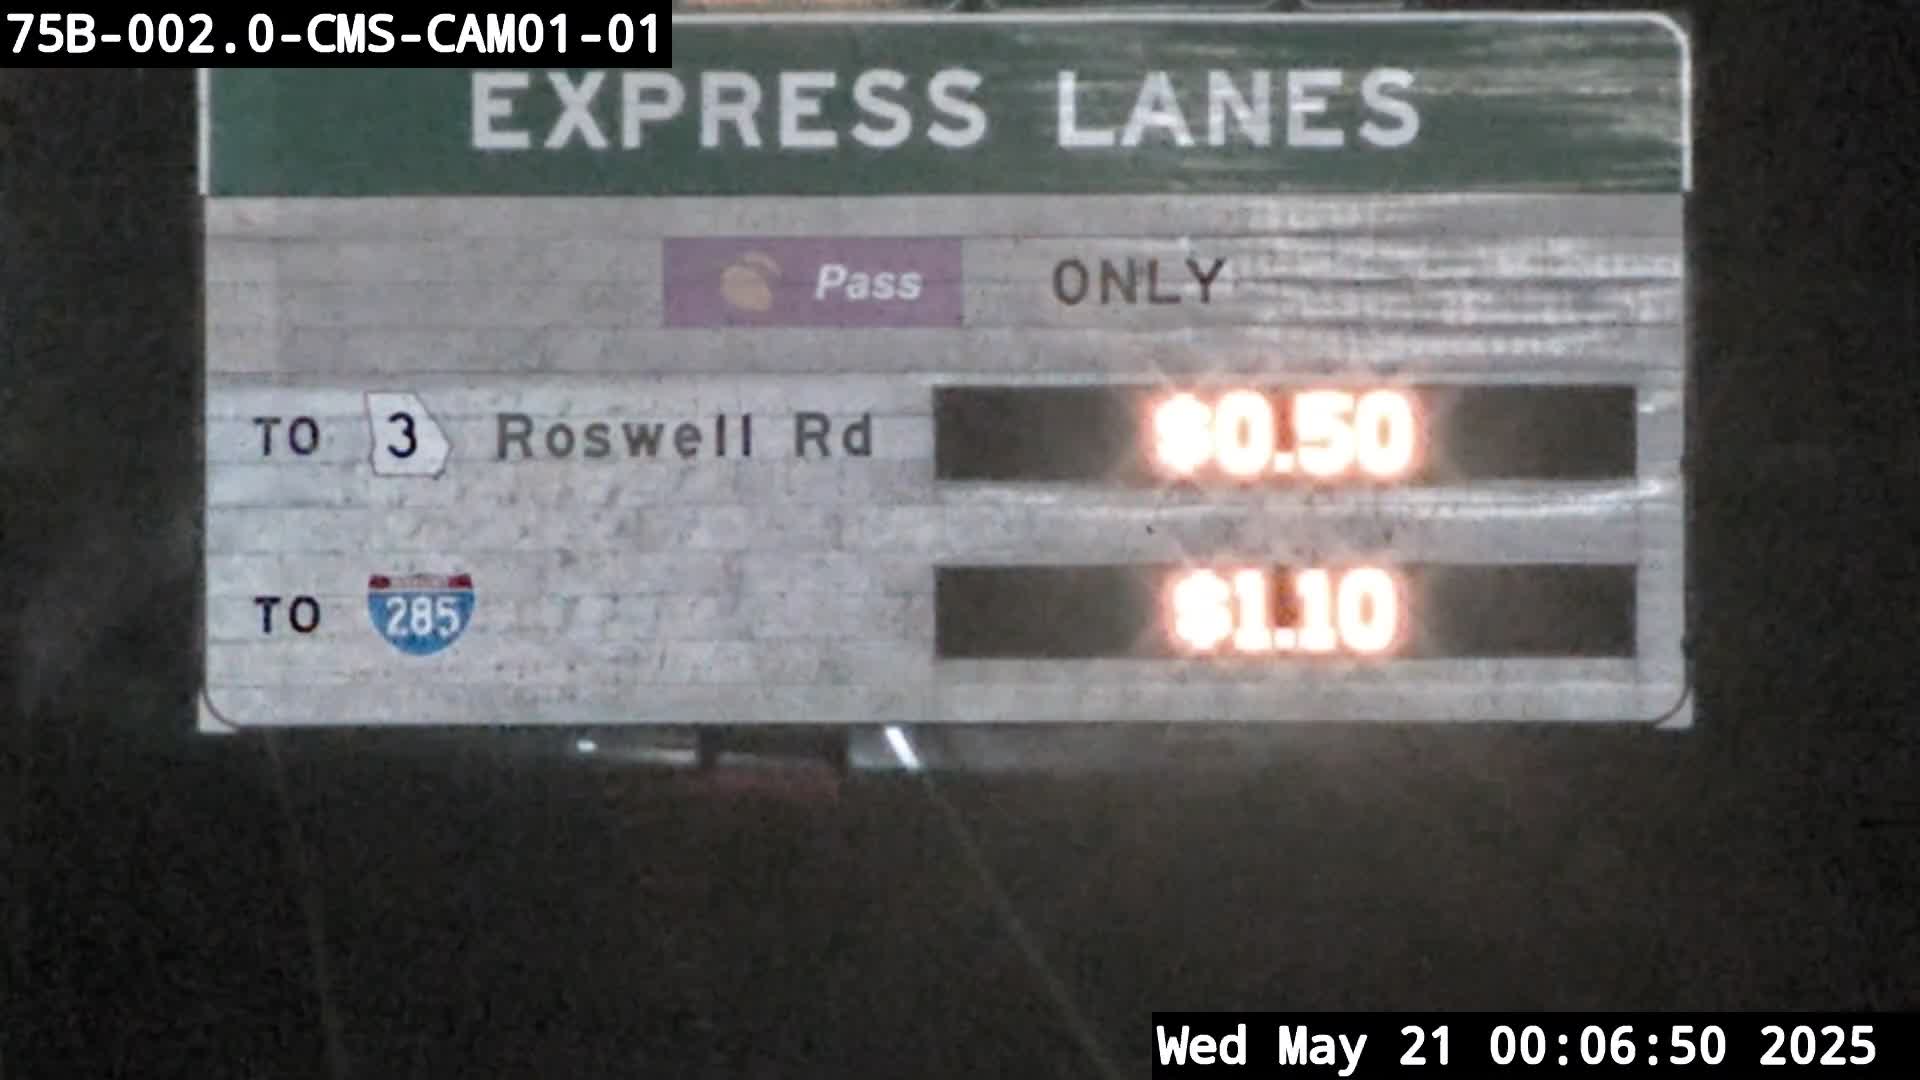 75B-002.0-CMS-CAM01-01
EXPRESS LANES
Pass ONLY
TO 3 Roswell Rd $0.50
TO 285 $1.10
Wed May 21 00:06:50 2025